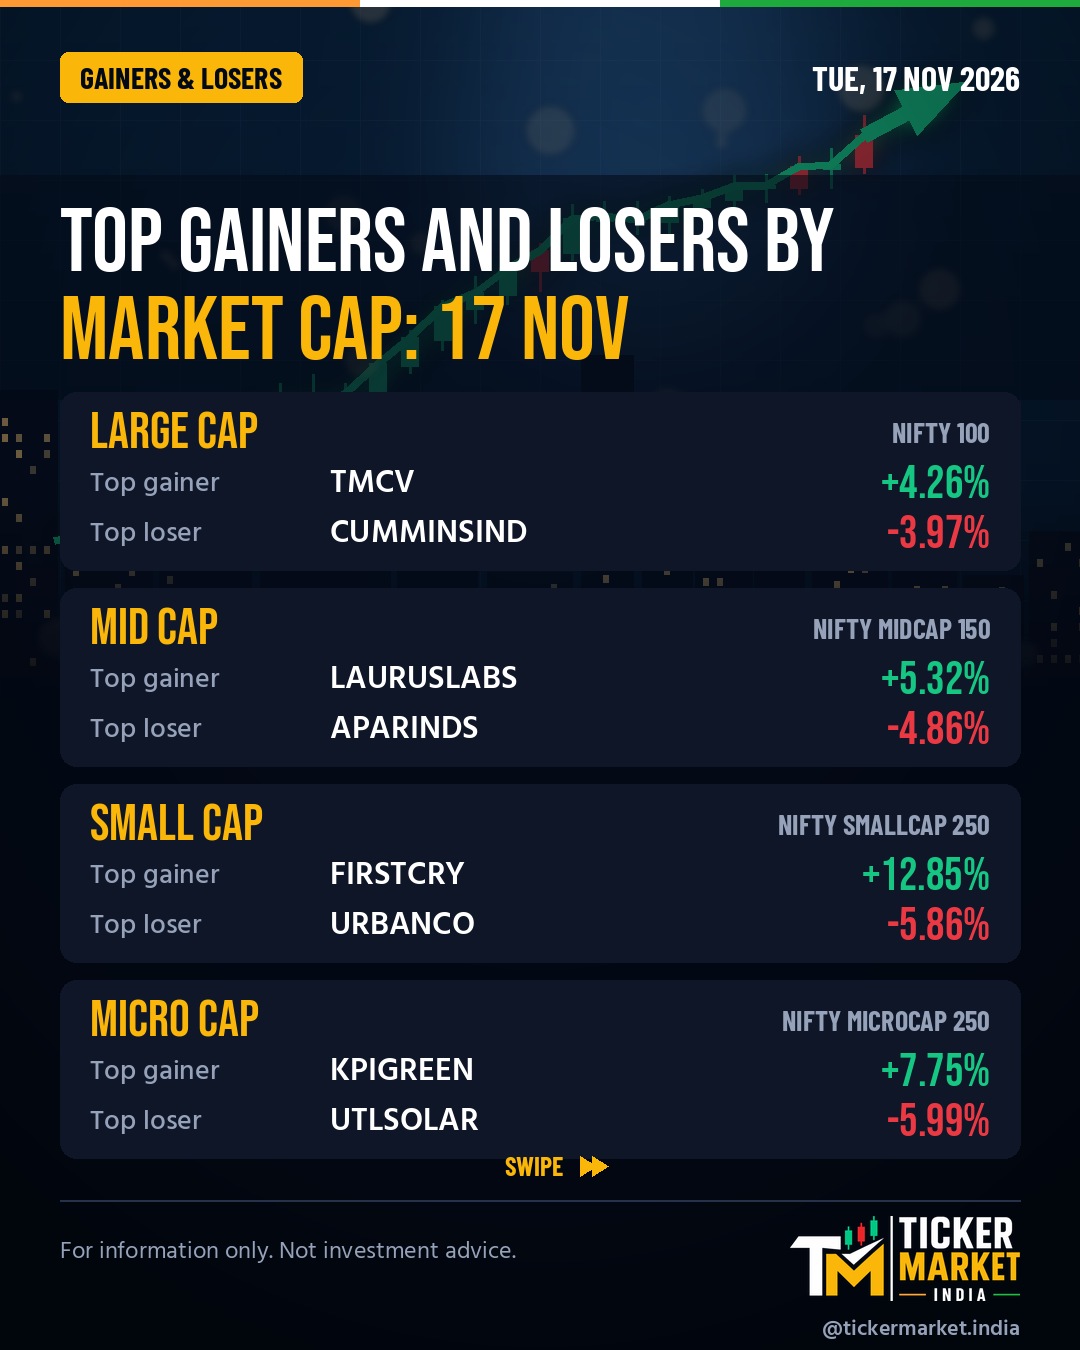 GAINERS & LOSERS
TUE, 17 NOV 2026
TOP GAINERS AND LOSERS BY
MARKET CAP: 17 NOV
LARGE CAP
NIFTY 100
Top gainer TMCV +4.26%
Top loser CUMMINSIND -3.97%
MID CAP
NIFTY MIDCAP 150
Top gainer LAURUSLABS +5.32%
Top loser APARINDS -4.86%
SMALL CAP
NIFTY SMALLCAP 250
Top gainer FIRSTCRY +12.85%
Top loser URBANCO -5.86%
MICRO CAP
NIFTY MICROCAP 250
Top gainer KPIGREEN +7.75%
Top loser UTLSOLAR -5.99%
SWIPE
For information only. Not investment advice.
TM
TICKER
MARKET
INDIA
@tickermarket.india